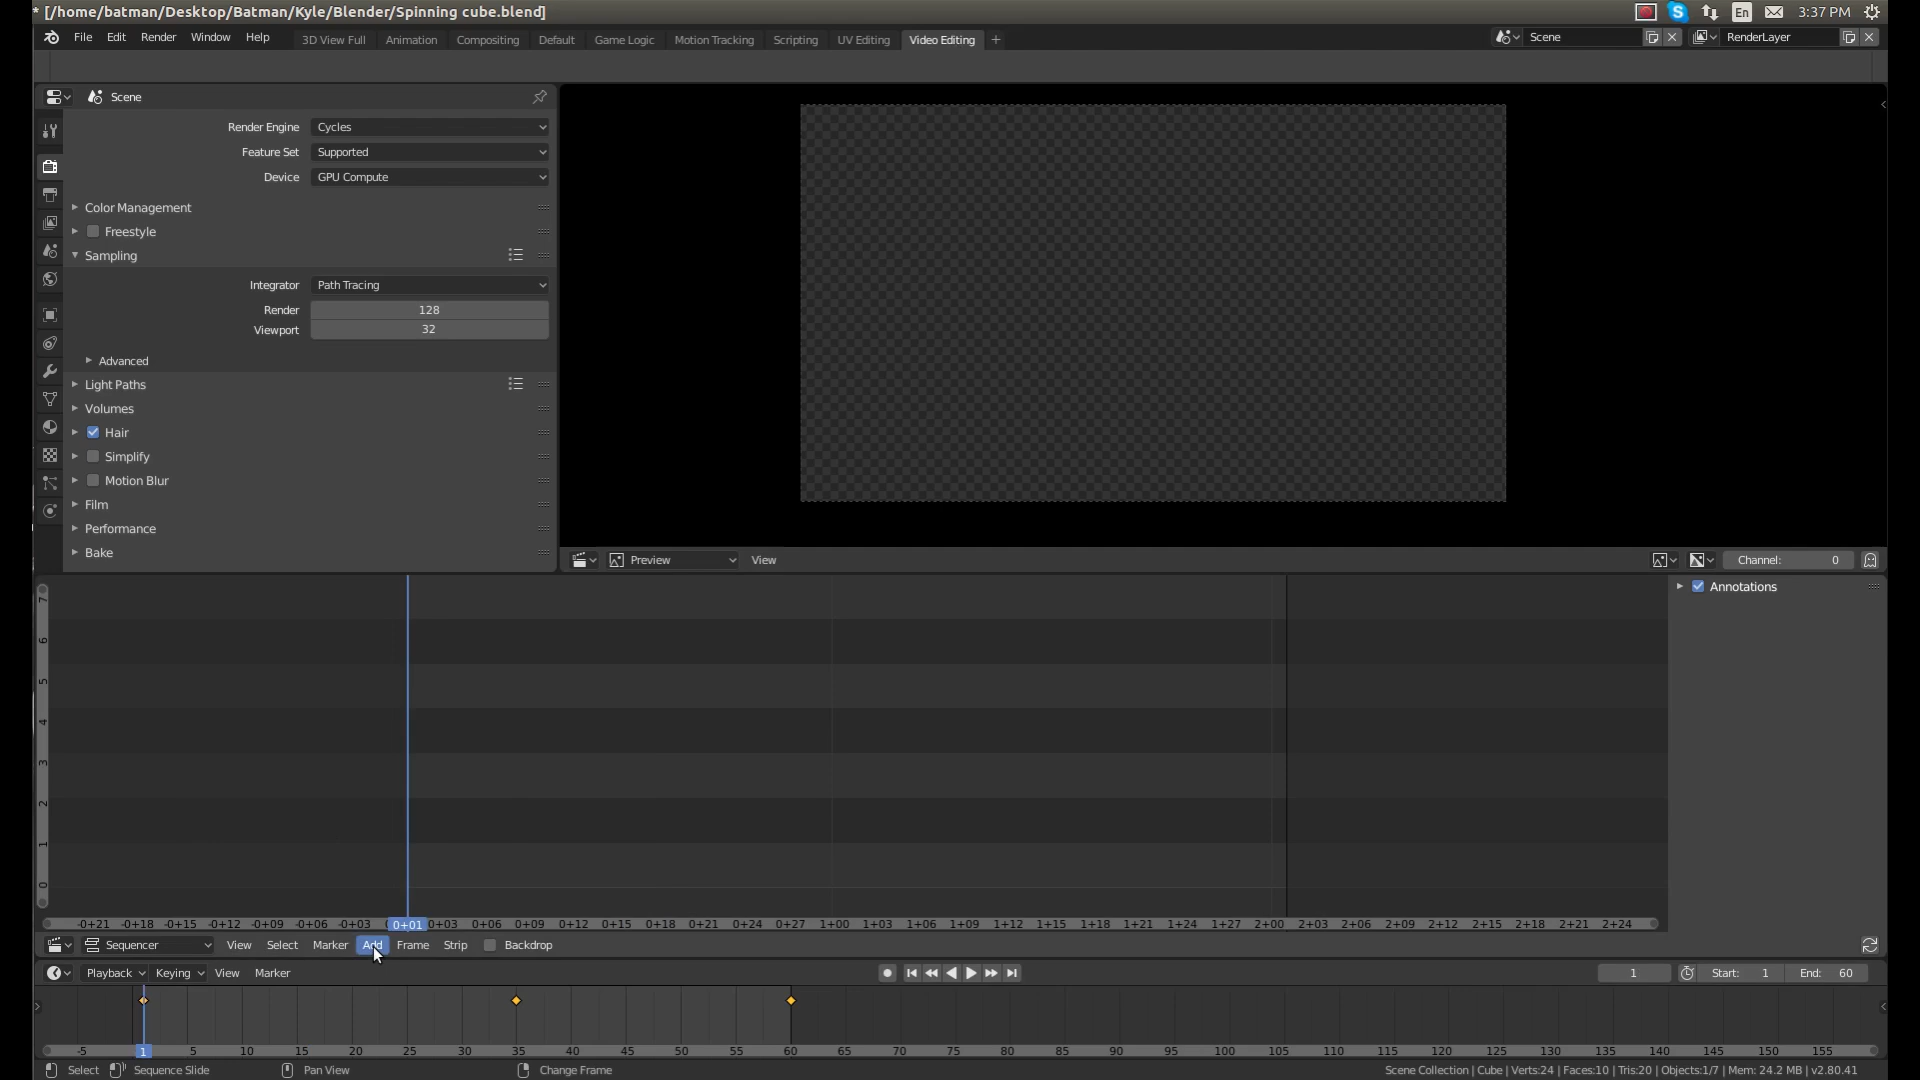 * [/home/batman/Desktop/Batman/Kyle/Blender/Spinning cube.blend]
En
3:37 PM
File Edit Render Window Help
3D View Full Animation Compositing Default Game Logic Motion Tracking Scripting UV Editing Video Editing +
Scene
RenderLayer
Scene
Render Engine Cycles
Feature Set Supported
Device GPU Compute
Color Management
Freestyle
Sampling
Integrator Path Tracing
Render 128
Viewport 32
Advanced
Light Paths
Volumes
Hair
Simplify
Motion Blur
Film
Performance
Bake
Preview View
Channel: 0
Annotations
7
6
5
4
3
2
1
0
-0+21 -0+18 -0+15 -0+12 -0+09 -0+06 -0+03 0+01 0+03 0+06 0+09 0+12 0+15 0+18 0+21 0+24 0+27 1+00 1+03 1+06 1+09 1+12 1+15 1+18 1+21 1+24 1+27 2+00 2+03 2+06 2+09 2+12 2+15 2+18 2+21 2+24
Sequencer View Select Marker Add Frame Strip Backdrop
Playback Keying View Marker
1
Start: 1
End: 60
-5 1 5 10 15 20 25 30 35 40 45 50 55 60 65 70 75 80 85 90 95 100 105 110 115 120 125 130 135 140 145 150 155
Select Sequence Slide Pan View Change Frame
Scene Collection | Cube | Verts:24 | Faces:10 | Tris:20 | Objects:1/7 | Mem: 24.2 MB | v2.80.41